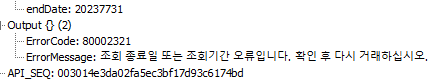 endDate: 20237731
Output {} (2)
ErrorCode: 80002321
ErrorMessage: 조회 종료일 또는 조회기간 오류입니다. 확인 후 다시 거래하십시오.
API_SEQ: 003014e3da02fa5ec3bf17d93c6174bd